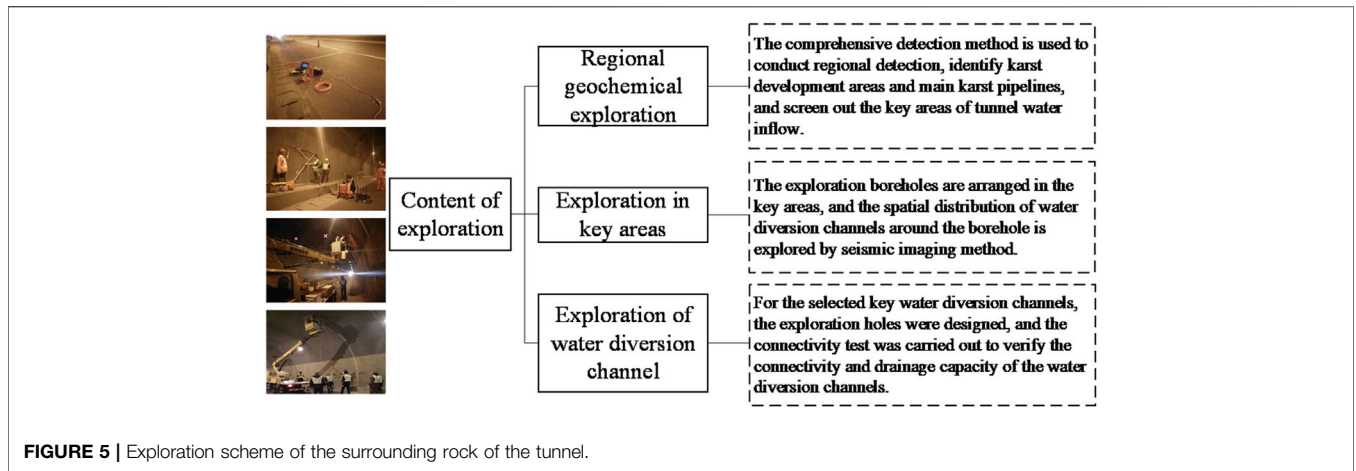 Content of
exploration
Regional
geochemical
exploration
The comprehensive detection method is used to
conduct regional detection, identify karst
development areas and main karst pipelines,
and screen out the key areas of tunnel water
inflow.
Exploration in
key areas
The exploration boreholes are arranged in the
key areas, and the spatial distribution of water
diversion channels around the borehole is
explored by seismic imaging method.
Exploration of
water diversion
channel
For the selected key water diversion channels,
the exploration holes were designed, and the
connectivity test was carried out to verify the
connectivity and drainage capacity of the water
diversion channels.
FIGURE 5 | Exploration scheme of the surrounding rock of the tunnel.